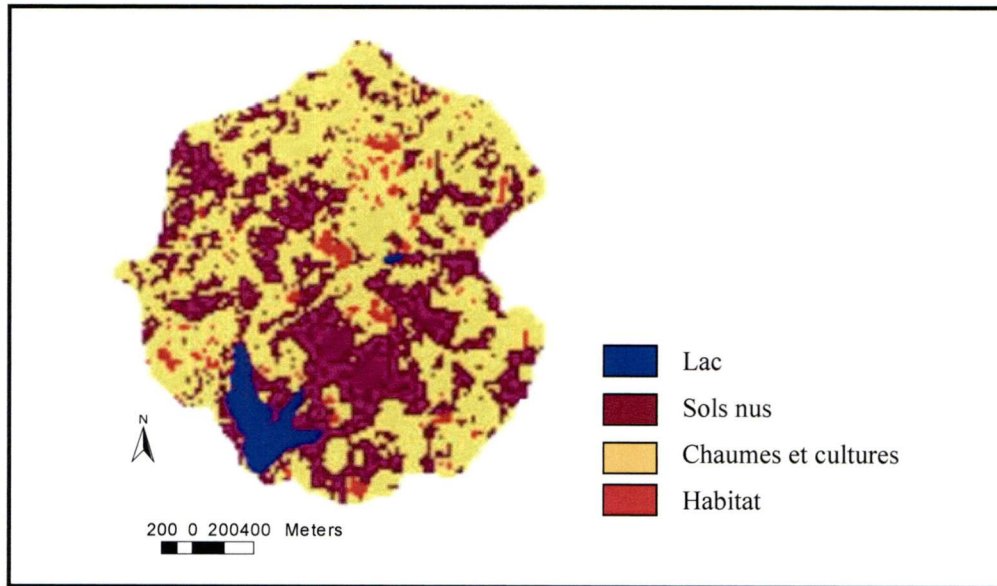 Lac
Sols nus
Chaumes et cultures
Habitat
N
200 0 200400 Meters